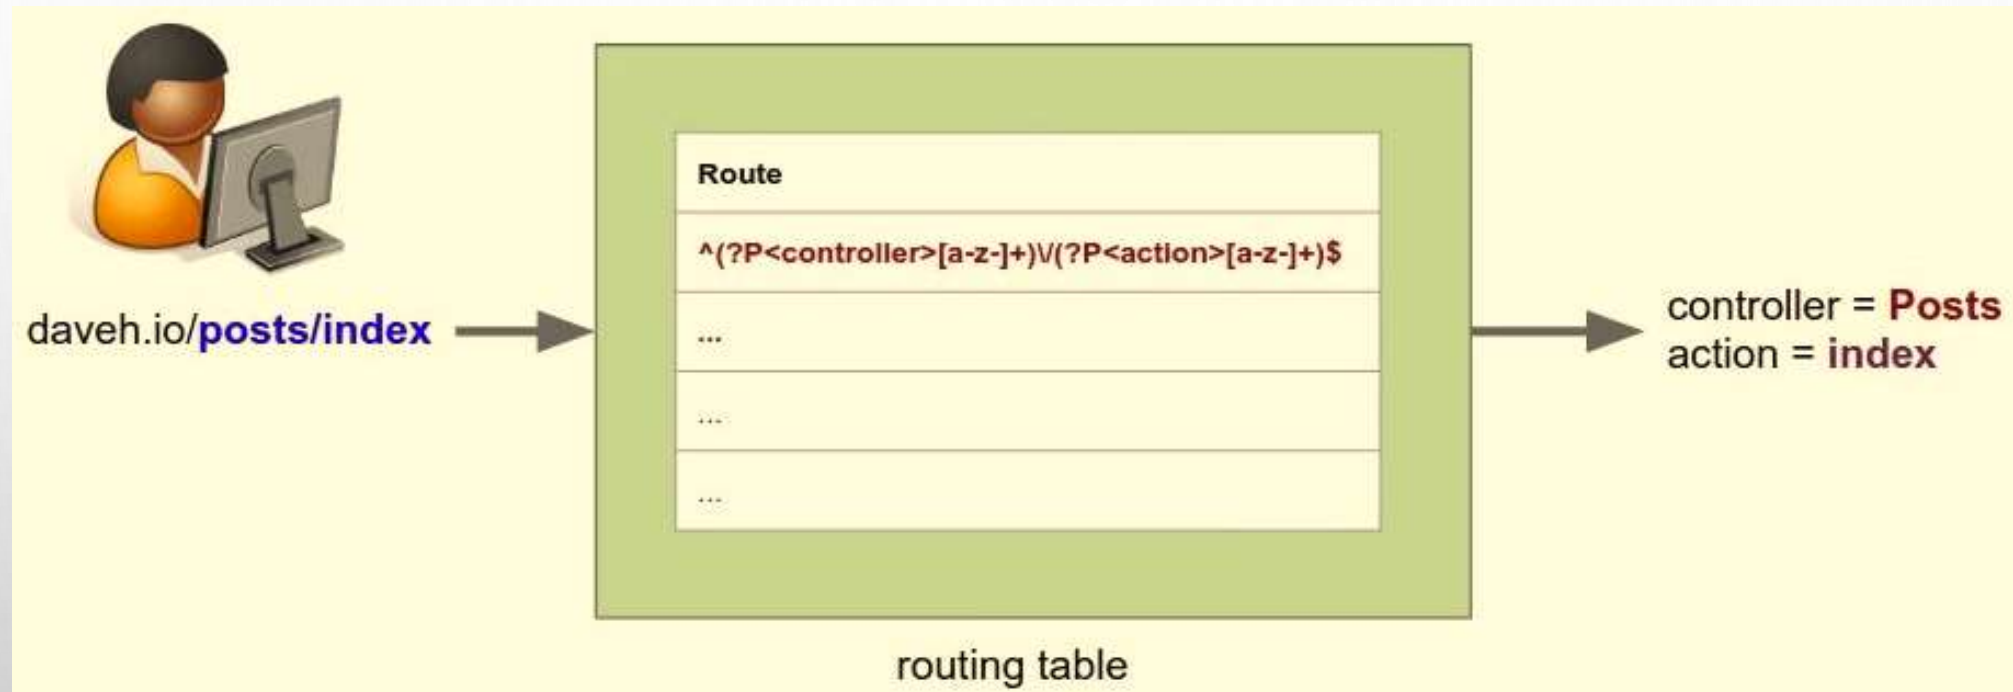 daveh.io/posts/index
Route
^(?P<controller>[a-z-]+)\/(?P<action>[a-z-]+)$
...
...
...
routing table
controller = Posts
action = index